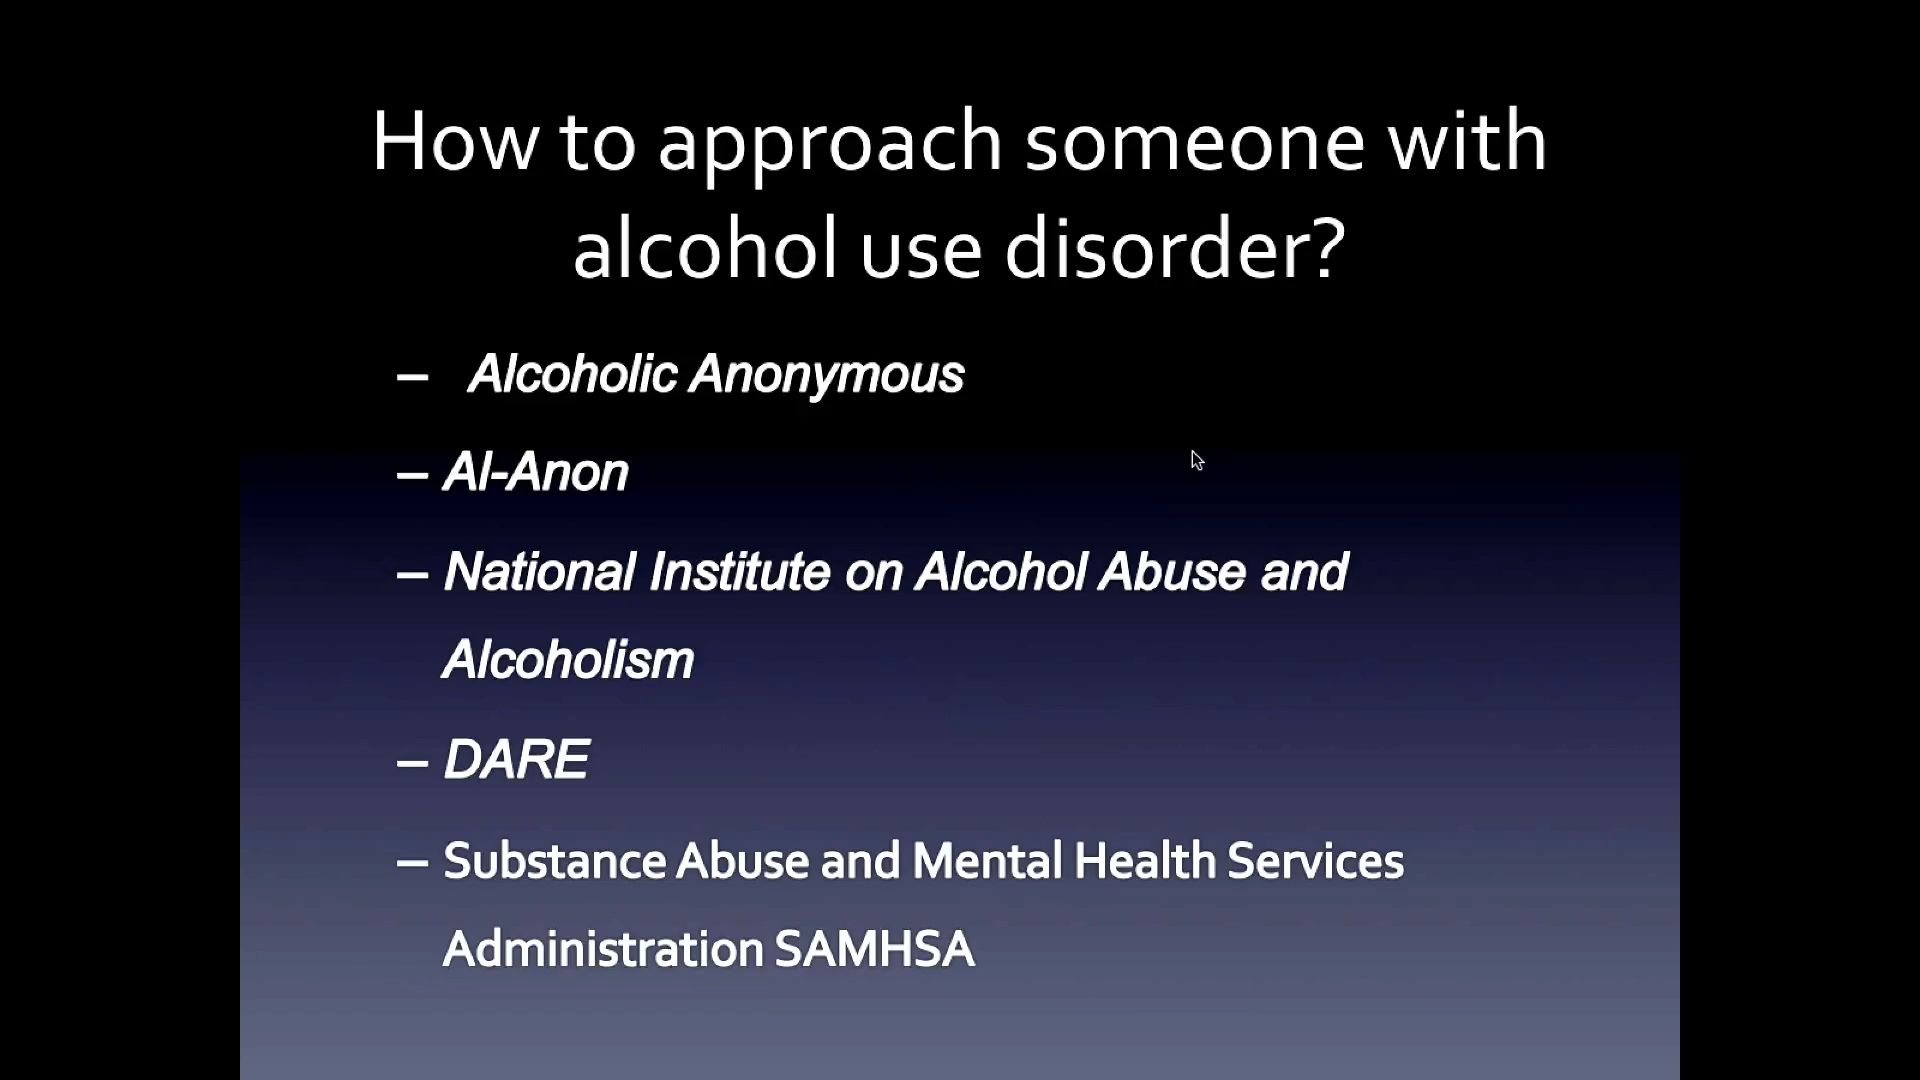 How to approach someone with
alcohol use disorder?
– Alcoholic Anonymous
– Al-Anon
– National Institute on Alcohol Abuse and
Alcoholism
– DARE
– Substance Abuse and Mental Health Services
Administration SAMHSA